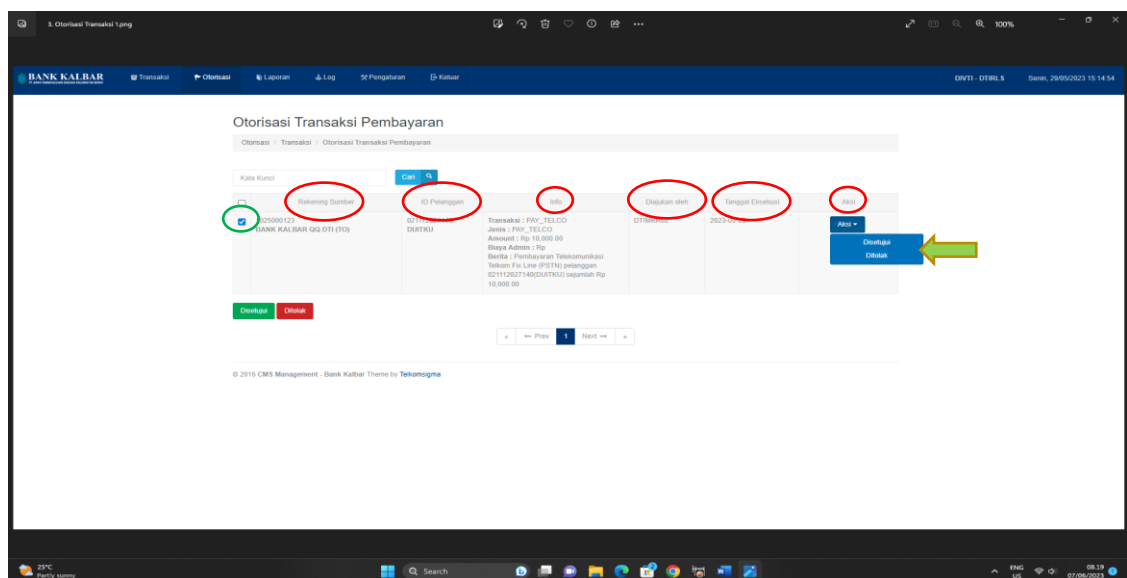 3. Otorisasi Transaksi 1.png
100%
BANK KALBAR
Transaksi
Otorisasi
Laporan
Log
Pengaturan
Keluar
DIVTI - DTIRLS
Senin, 29/05/2023 15:14:54
Otorisasi Transaksi Pembayaran
Otorisasi / Transaksi / Otorisasi Transaksi Pembayaran
Kata Kunci
Cari
Rekening Sumber
ID Pelanggan
Info
Diajukan oleh
Tanggal Eksekusi
Aksi
BANK KALBAR QQ DTI (TO)
DUITKU
Transaksi : PAY_TELCO
Jenis : PAY_TELCO
Amount : Rp 10,000.00
Biaya Admin : Rp
Berita : Pembayaran Telekomunikasi
Telkom Fix Line (PSTN) pelanggan
021112027140(DUITKU) sejumlah Rp
10,000.00
Aksi
Disetujui
Ditolak
Disetujui
Ditolak
« ← Prev 1 Next → »
© 2016 CMS Management - Bank Kalbar Theme by Telkomsigma
25°C
Partly sunny
Search
ENG
US
08.19
07/06/2023